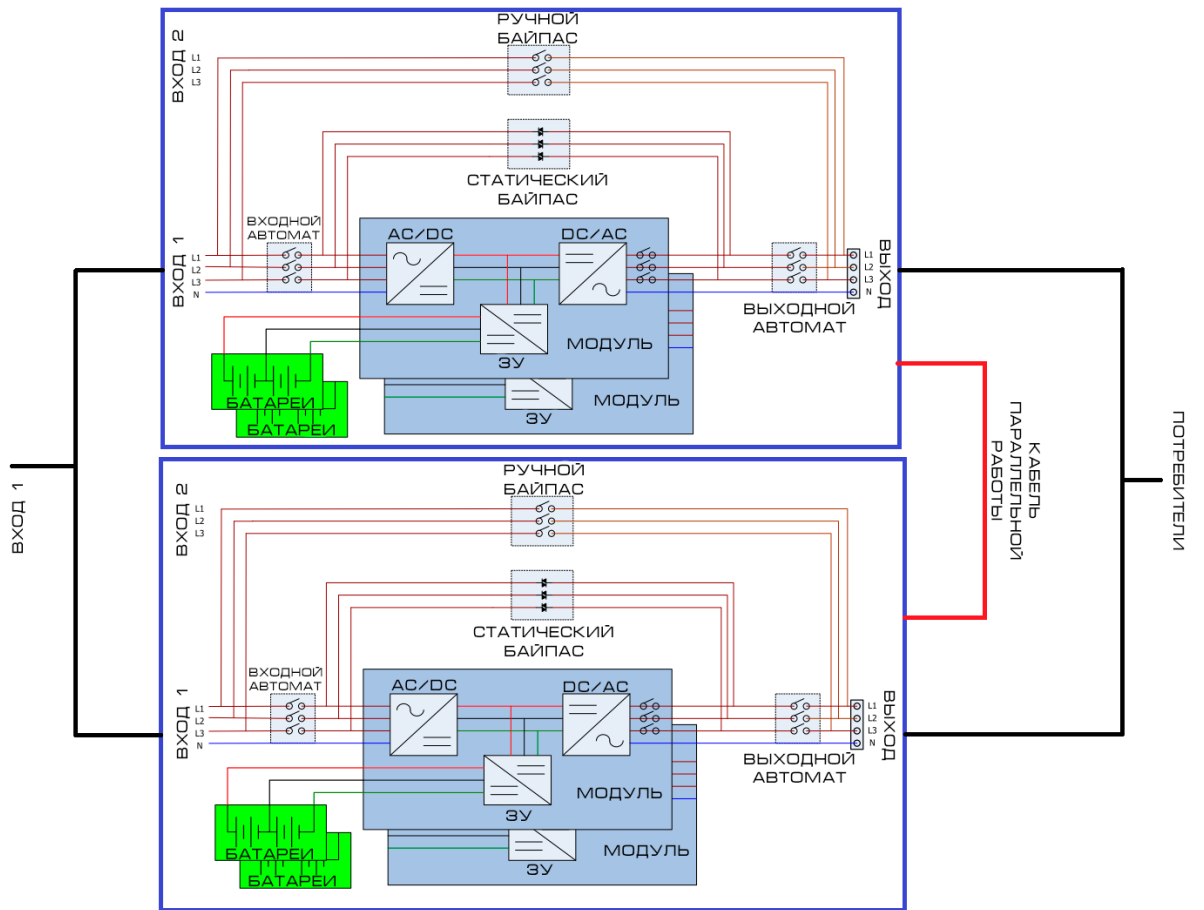 РУЧНОЙ
БАЙПАС
ВХОД 2
L1
L2
L3
СТАТИЧЕСКИЙ
БАЙПАС
ВХОДНОЙ
АВТОМАТ
AC/DC
DC/AC
ВХОД 1
L1
L2
L3
N
L1
L2
L3
N
ВЫХОД
ВЫХОДНОЙ
АВТОМАТ
МОДУЛЬ
ЗУ
МОДУЛЬ
ЗУ
БАТАРЕИ
БАТАРЕИ
ВХОД 1
КАБЕЛЬ
ПАРАЛЛЕЛЬНОЙ
РАБОТЫ
ПОТРЕБИТЕЛИ
РУЧНОЙ
БАЙПАС
ВХОД 2
L1
L2
L3
СТАТИЧЕСКИЙ
БАЙПАС
ВХОДНОЙ
АВТОМАТ
AC/DC
DC/AC
ВХОД 1
L1
L2
L3
N
L1
L2
L3
N
ВЫХОД
ВЫХОДНОЙ
АВТОМАТ
МОДУЛЬ
ЗУ
МОДУЛЬ
ЗУ
БАТАРЕИ
БАТАРЕИ